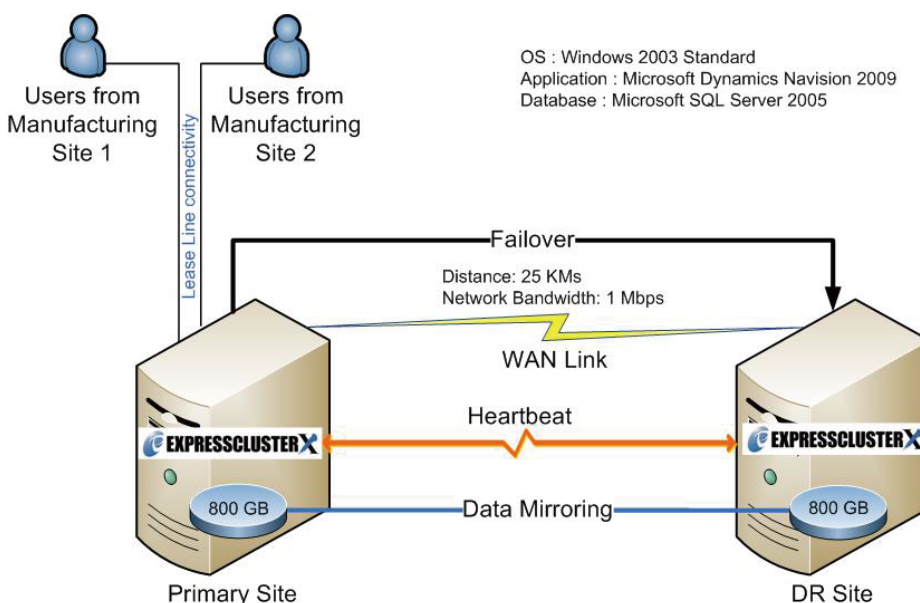 Users from
Manufacturing
Site 1
Users from
Manufacturing
Site 2
Lease Line connectivity
OS : Windows 2003 Standard
Application : Microsoft Dynamics Navision 2009
Database : Microsoft SQL Server 2005
Failover
Distance: 25 KMs
Network Bandwidth: 1 Mbps
WAN Link
Heartbeat
EXPRESSCLUSTER X
EXPRESSCLUSTER X
800 GB
Data Mirroring
800 GB
Primary Site
DR Site